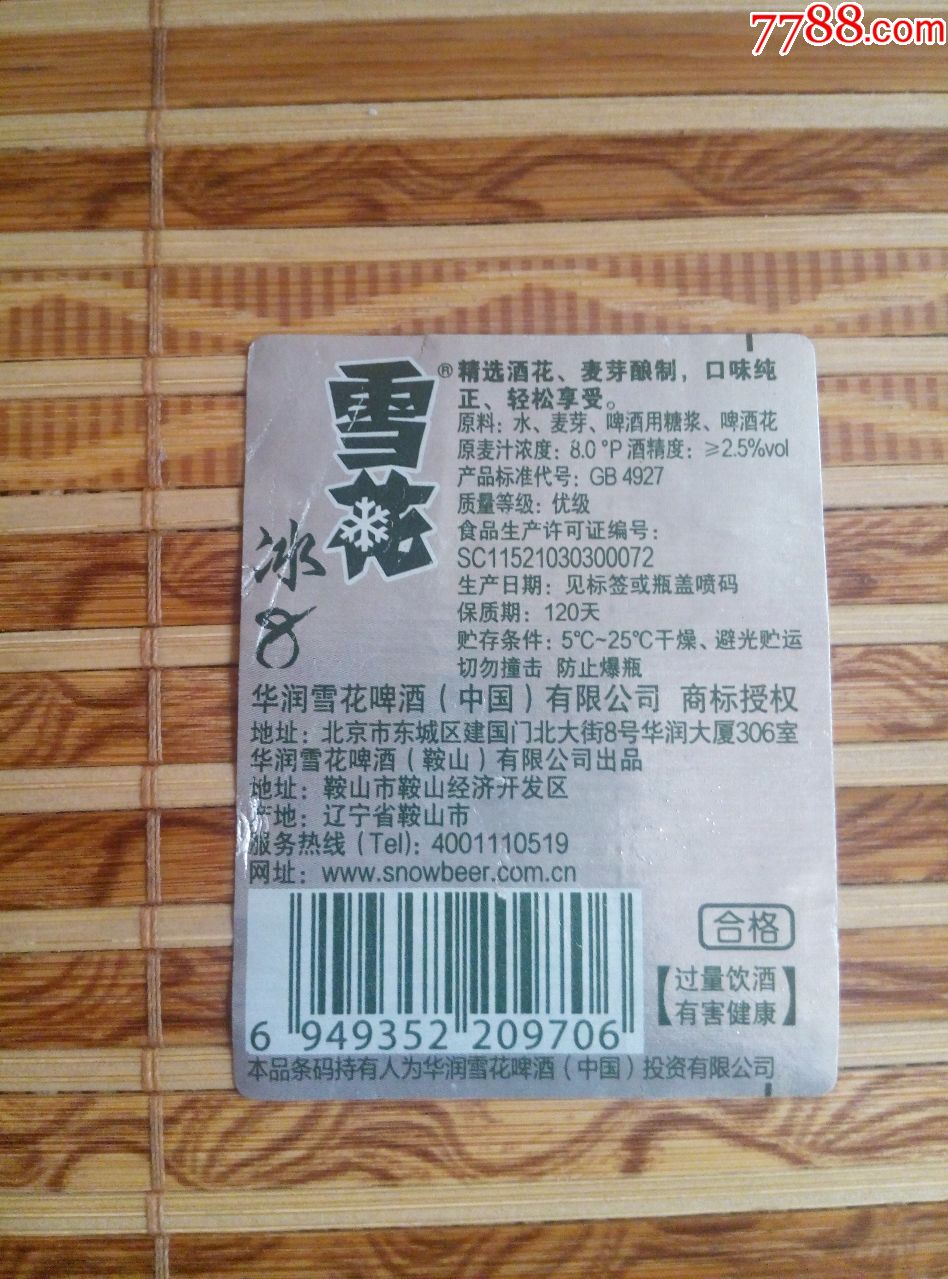 7788.com
雪花®
冰8
精选酒花、麦芽酿制，口味纯
正、轻松享受。
原料：水、麦芽、啤酒用糖浆、啤酒花
原麦汁浓度：8.0 °P 酒精度：≥2.5%vol
产品标准代号：GB 4927
质量等级：优级
食品生产许可证编号：
SC11521030300072
生产日期：见标签或瓶盖喷码
保质期：120天
贮存条件：5℃~25℃干燥、避光贮运
切勿撞击 防止爆瓶
华润雪花啤酒（中国）有限公司 商标授权
地址：北京市东城区建国门北大街8号华润大厦306室
华润雪花啤酒（鞍山）有限公司出品
地址：鞍山市鞍山经济开发区
产地：辽宁省鞍山市
服务热线（Tel）：4001110519
网址：www.snowbeer.com.cn
合格
【过量饮酒
有害健康】
6 949352 209706
本品条码持有人为华润雪花啤酒（中国）投资有限公司